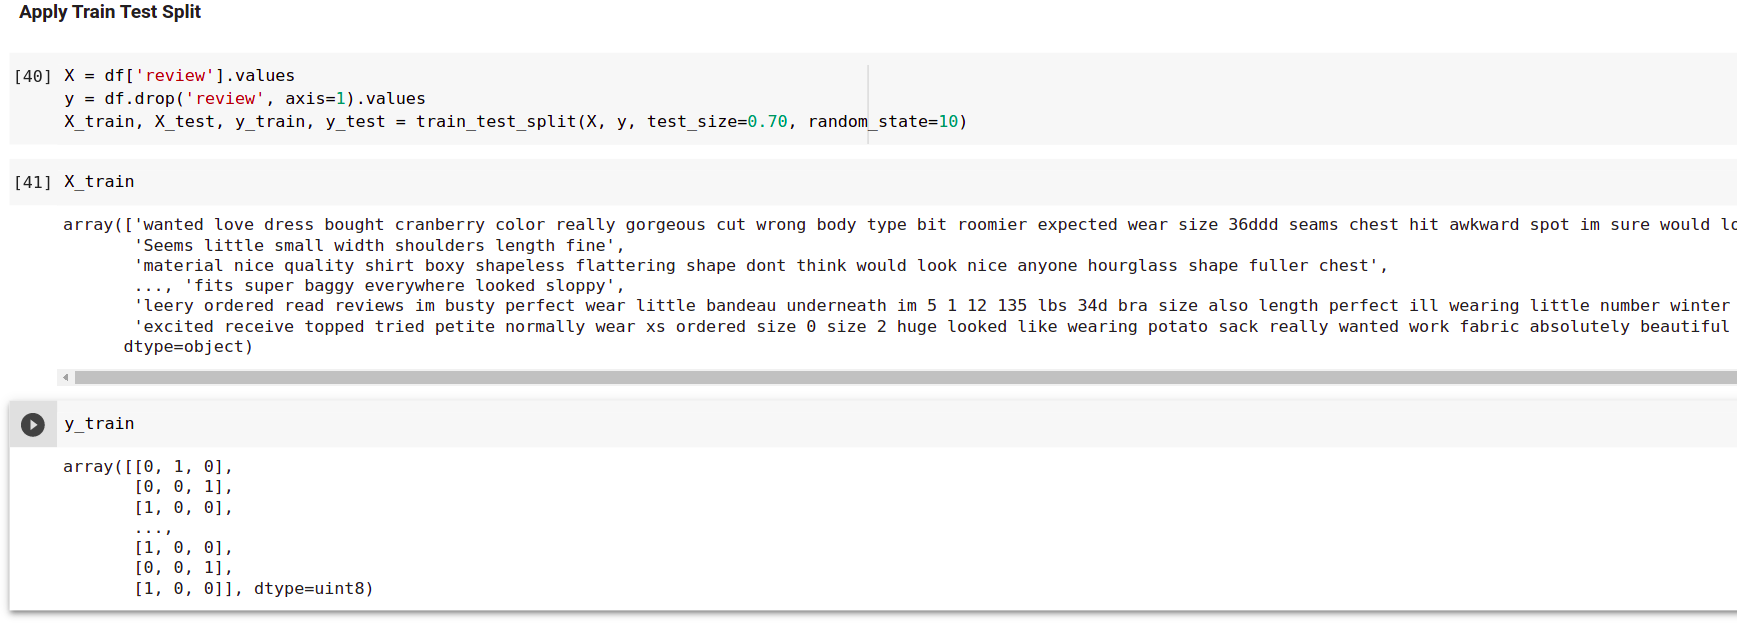 Apply Train Test Split
[40] X = df['review'].values
y = df.drop('review', axis=1).values
X_train, X_test, y_train, y_test = train_test_split(X, y, test_size=0.70, random_state=10)
[41] X_train
array(['wanted love dress bought cranberry color really gorgeous cut wrong body type bit roomier expected wear size 36ddd seams chest hit awkward spot im sure would
'Seems little small width shoulders length fine',
'material nice quality shirt boxy shapeless flattering shape dont think would look nice anyone hourglass shape fuller chest',
..., 'fits super baggy everywhere looked sloppy',
'leery ordered read reviews im busty perfect wear little bandeau underneath im 5 1 12 135 lbs 34d bra size also length perfect ill wearing little number winter
'excited receive topped tried petite normally wear xs ordered size 0 size 2 huge looked like wearing potato sack really wanted work fabric absolutely beautiful
dtype=object)
y_train
array([[0, 1, 0],
[0, 0, 1],
[1, 0, 0],
...,
[1, 0, 0],
[0, 0, 1],
[1, 0, 0]], dtype=uint8)